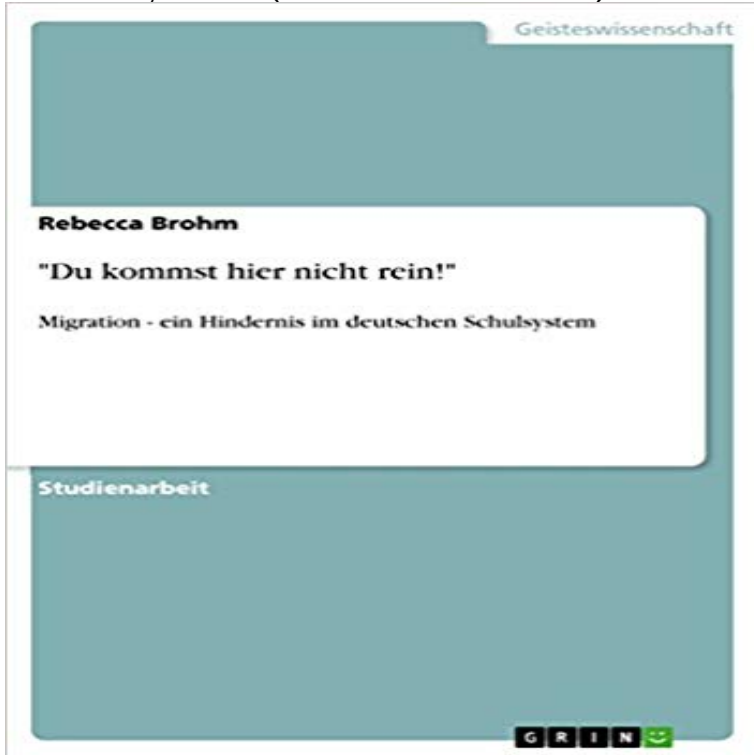 Geisteswissenschaft
Rebecca Brohm
"Du kommst hier nicht rein!"
Migration - ein Hindernis im deutschen Schulsystem
Studienarbeit
GRIN